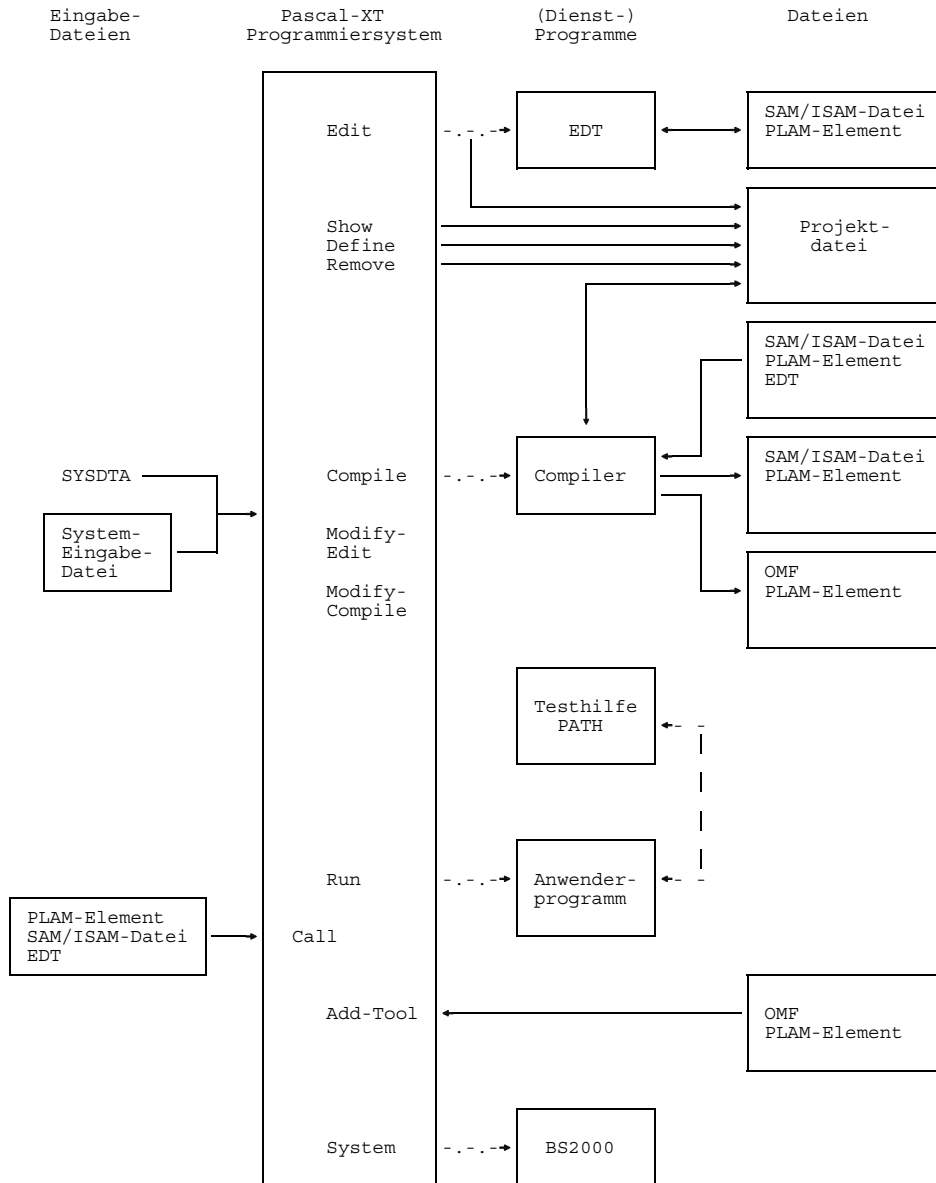 Eingabe-
Dateien
Pascal-XT
Programmiersystem
(Dienst-)
Programme
Dateien
Edit
EDT
SAM/ISAM-Datei
PLAM-Element
Show
Define
Remove
Projekt-
datei
SAM/ISAM-Datei
PLAM-Element
EDT
SYSDTA
System-
Eingabe-
Datei
Compile
Compiler
SAM/ISAM-Datei
PLAM-Element
Modify-
Edit
Modify-
Compile
OMF
PLAM-Element
Testhilfe
PATH
Run
Anwender-
programm
PLAM-Element
SAM/ISAM-Datei
EDT
Call
Add-Tool
OMF
PLAM-Element
System
BS2000